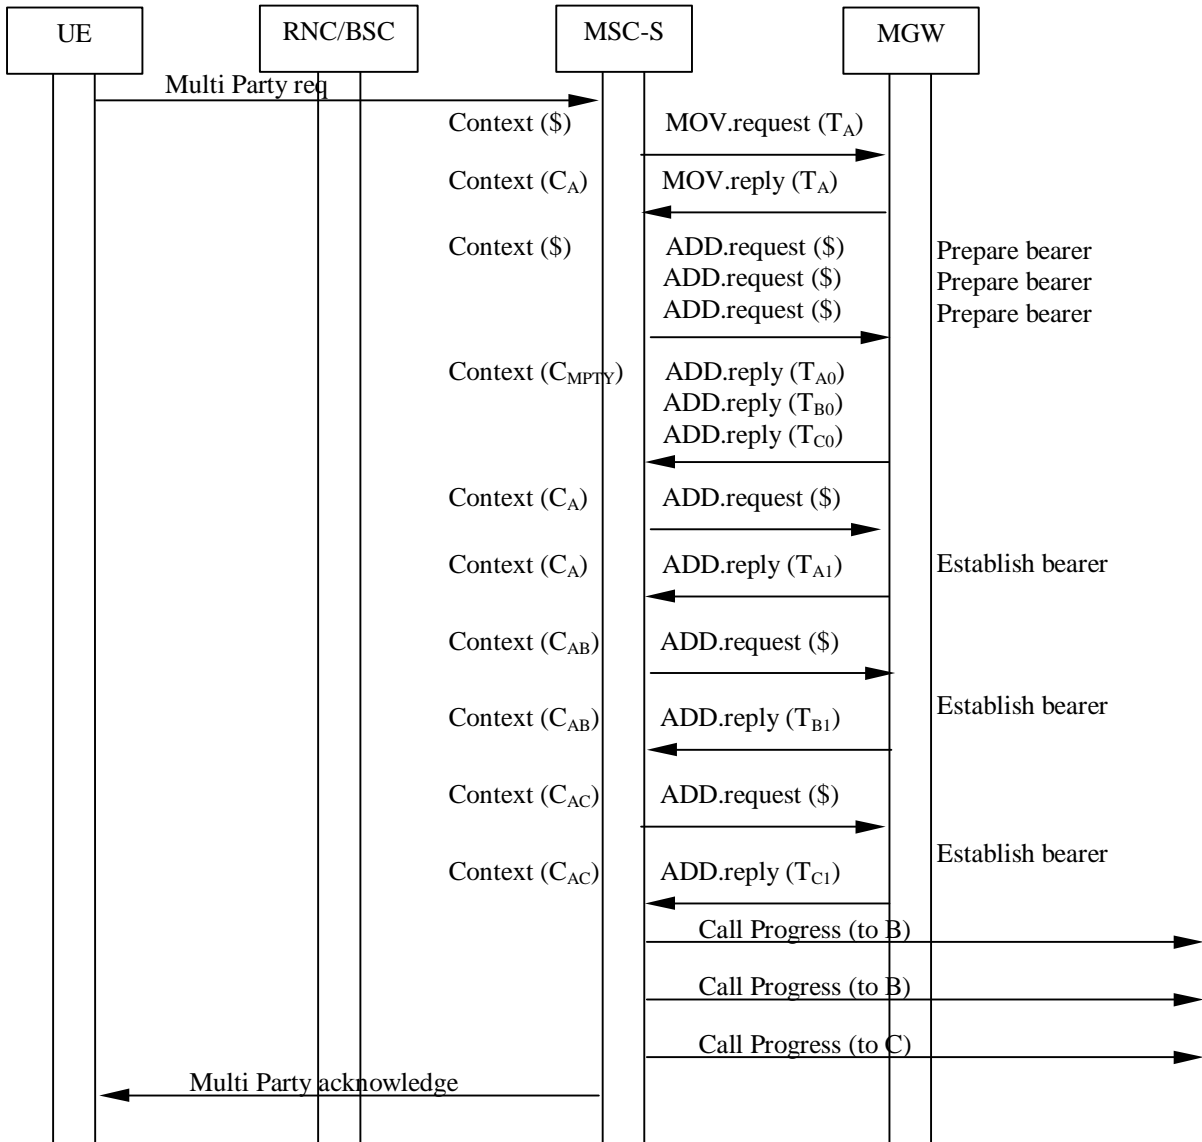 UE RNC/BSC MSC-S MGW
Multi Party req
Context ($) MOV.request (TA)
Context (CA) MOV.reply (TA)
Context ($) ADD.request ($) Prepare bearer
ADD.request ($) Prepare bearer
ADD.request ($) Prepare bearer
Context (CMPTY) ADD.reply (TA0)
ADD.reply (TB0)
ADD.reply (TC0)
Context (CA) ADD.request ($)
Context (CA) ADD.reply (TA1) Establish bearer
Context (CAB) ADD.request ($)
Establish bearer
Context (CAB) ADD.reply (TB1)
Context (CAC) ADD.request ($)
Establish bearer
Context (CAC) ADD.reply (TC1)
Call Progress (to B)
Call Progress (to B)
Call Progress (to C)
Multi Party acknowledge